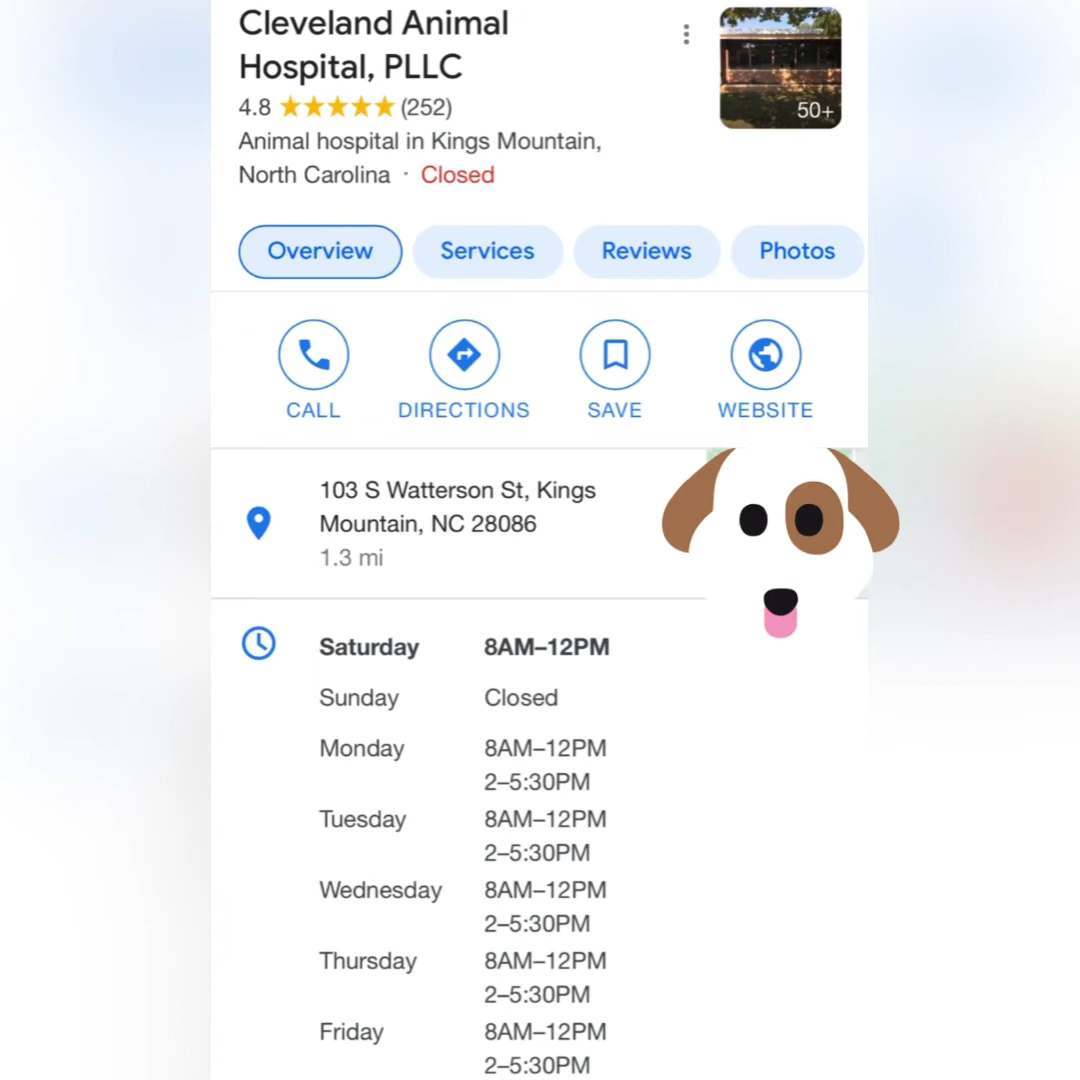 Cleveland Animal
Hospital, PLLC
4.8 ★★★★★ (252)
50+
Animal hospital in Kings Mountain,
North Carolina · Closed
Overview Services Reviews Photos
CALL DIRECTIONS SAVE WEBSITE
103 S Watterson St, Kings
Mountain, NC 28086
1.3 mi
Saturday 8AM–12PM
Sunday Closed
Monday 8AM–12PM
2–5:30PM
Tuesday 8AM–12PM
2–5:30PM
Wednesday 8AM–12PM
2–5:30PM
Thursday 8AM–12PM
2–5:30PM
Friday 8AM–12PM
2–5:30PM